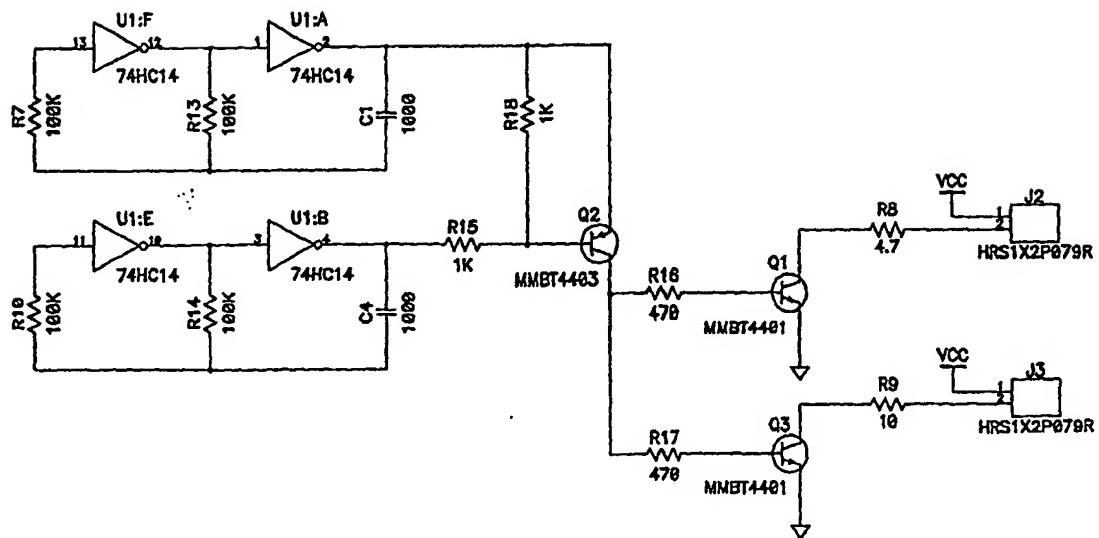 U1:F
U1:A
13
12
1
2
74HC14
74HC14
R7
100K
R13
100K
C1
1000
R18
1K
U1:E
U1:B
11
10
3
4
74HC14
74HC14
R10
100K
R14
100K
C4
1000
R15
1K
Q2
MMBT4403
R16
470
Q1
MMBT4401
R8
4.7
VCC
J2
1
2
HRS1X2P079R
R17
470
Q3
MMBT4401
R9
10
VCC
J3
1
2
HRS1X2P079R